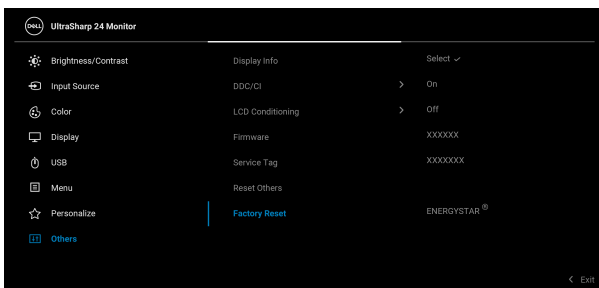 DELL UltraSharp 24 Monitor
Brightness/Contrast Display Info Select
Input Source DDC/CI > On
Color LCD Conditioning > Off
Display Firmware XXXXXX
USB Service Tag XXXXXXX
Menu Reset Others
Personalize Factory Reset ENERGYSTAR ®
Others
< Exit